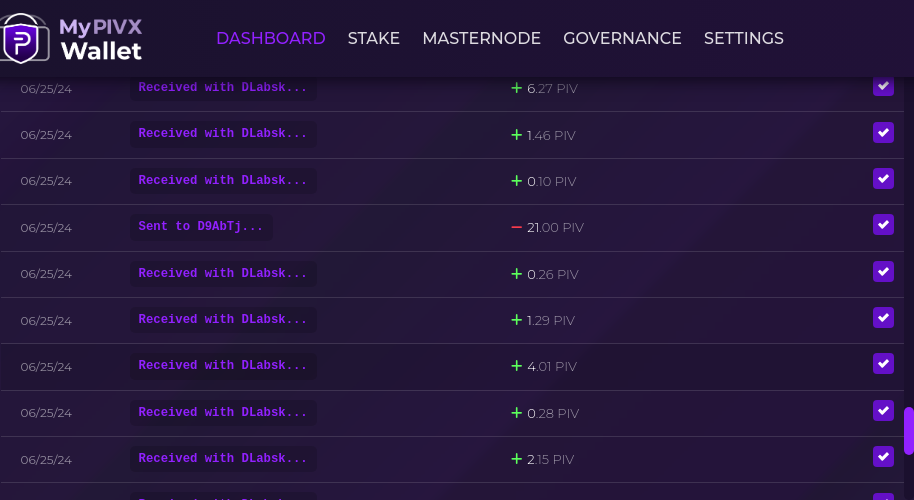 MyPIVX
Wallet
DASHBOARD STAKE MASTERNODE GOVERNANCE SETTINGS
06/25/24 Received with DLabsk... + 6.27 PIV
06/25/24 Received with DLabsk... + 1.46 PIV
06/25/24 Received with DLabsk... + 0.10 PIV
06/25/24 Sent to D9AbTj... − 21.00 PIV
06/25/24 Received with DLabsk... + 0.26 PIV
06/25/24 Received with DLabsk... + 1.29 PIV
06/25/24 Received with DLabsk... + 4.01 PIV
06/25/24 Received with DLabsk... + 0.28 PIV
06/25/24 Received with DLabsk... + 2.15 PIV